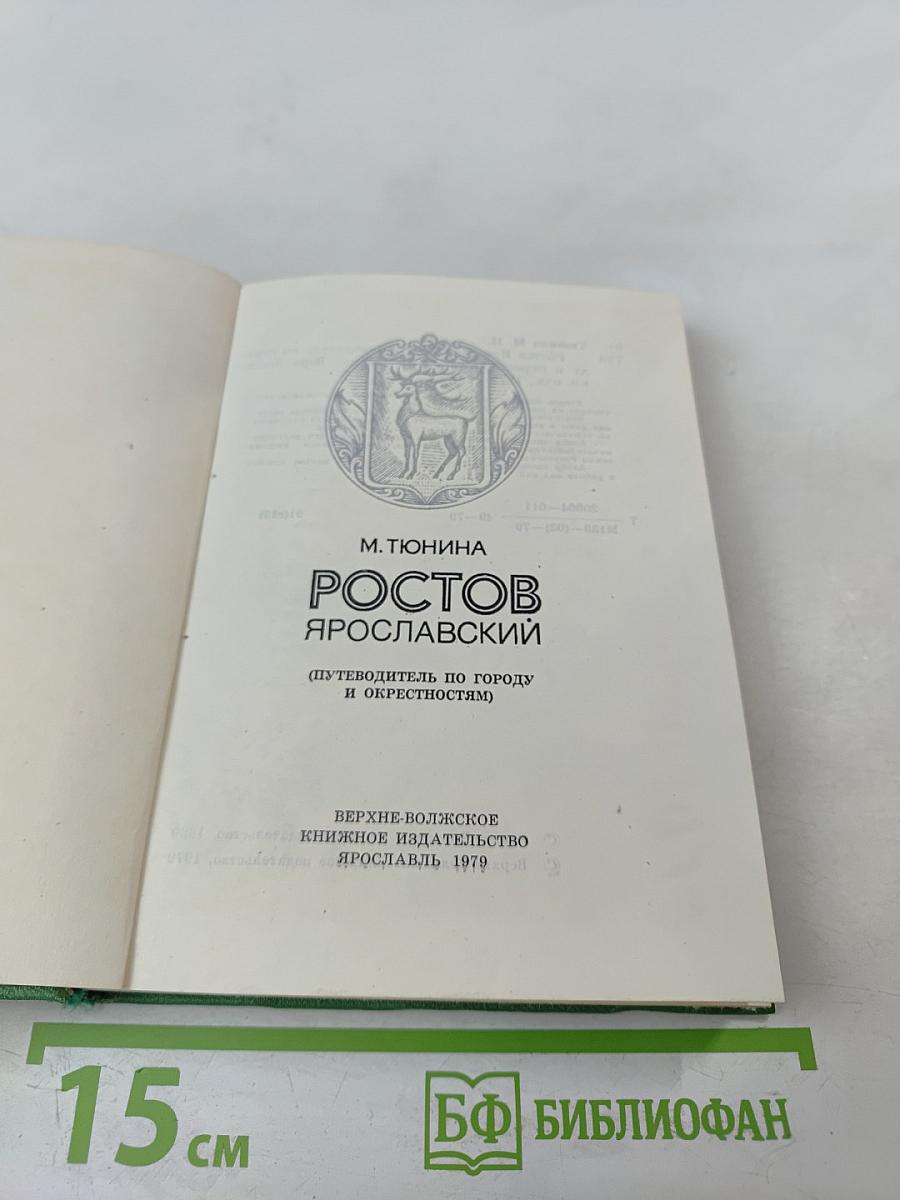 М. ТЮНИНА
РОСТОВ
ЯРОСЛАВСКИЙ
(ПУТЕВОДИТЕЛЬ ПО ГОРОДУ
И ОКРЕСТНОСТЯМ)
ВЕРХНЕ-ВОЛЖСКОЕ
КНИЖНОЕ ИЗДАТЕЛЬСТВО
ЯРОСЛАВЛЬ 1979
15 см
БФ БИБЛИОФАН